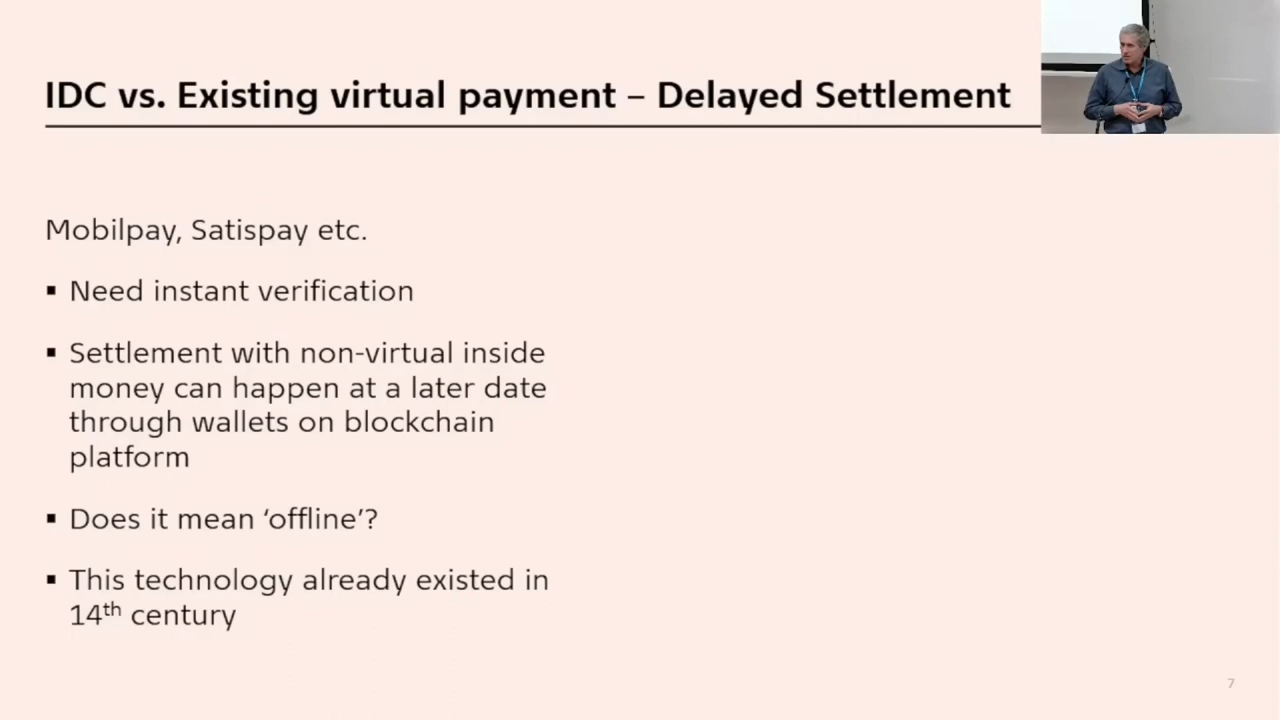 IDC vs. Existing virtual payment – Delayed Settlement
Mobilpay, Satispay etc.
▪ Need instant verification
▪ Settlement with non-virtual inside
money can happen at a later date
through wallets on blockchain
platform
▪ Does it mean ‘offline’?
▪ This technology already existed in
14th century
7